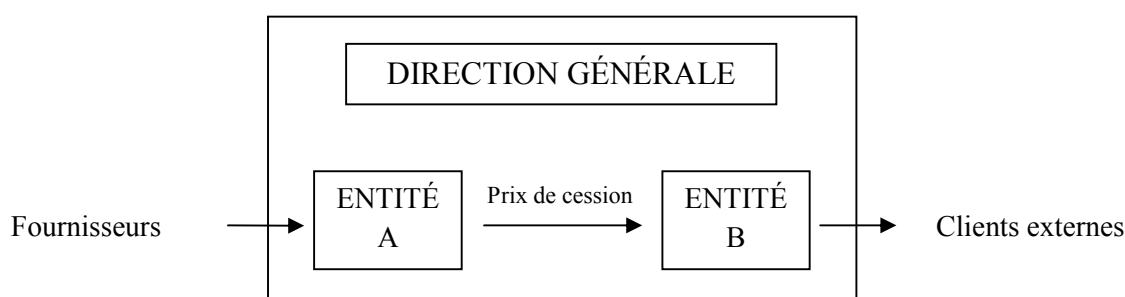 DIRECTION GÉNÉRALE
Fournisseurs
ENTITÉ
A
Prix de cession
ENTITÉ
B
Clients externes